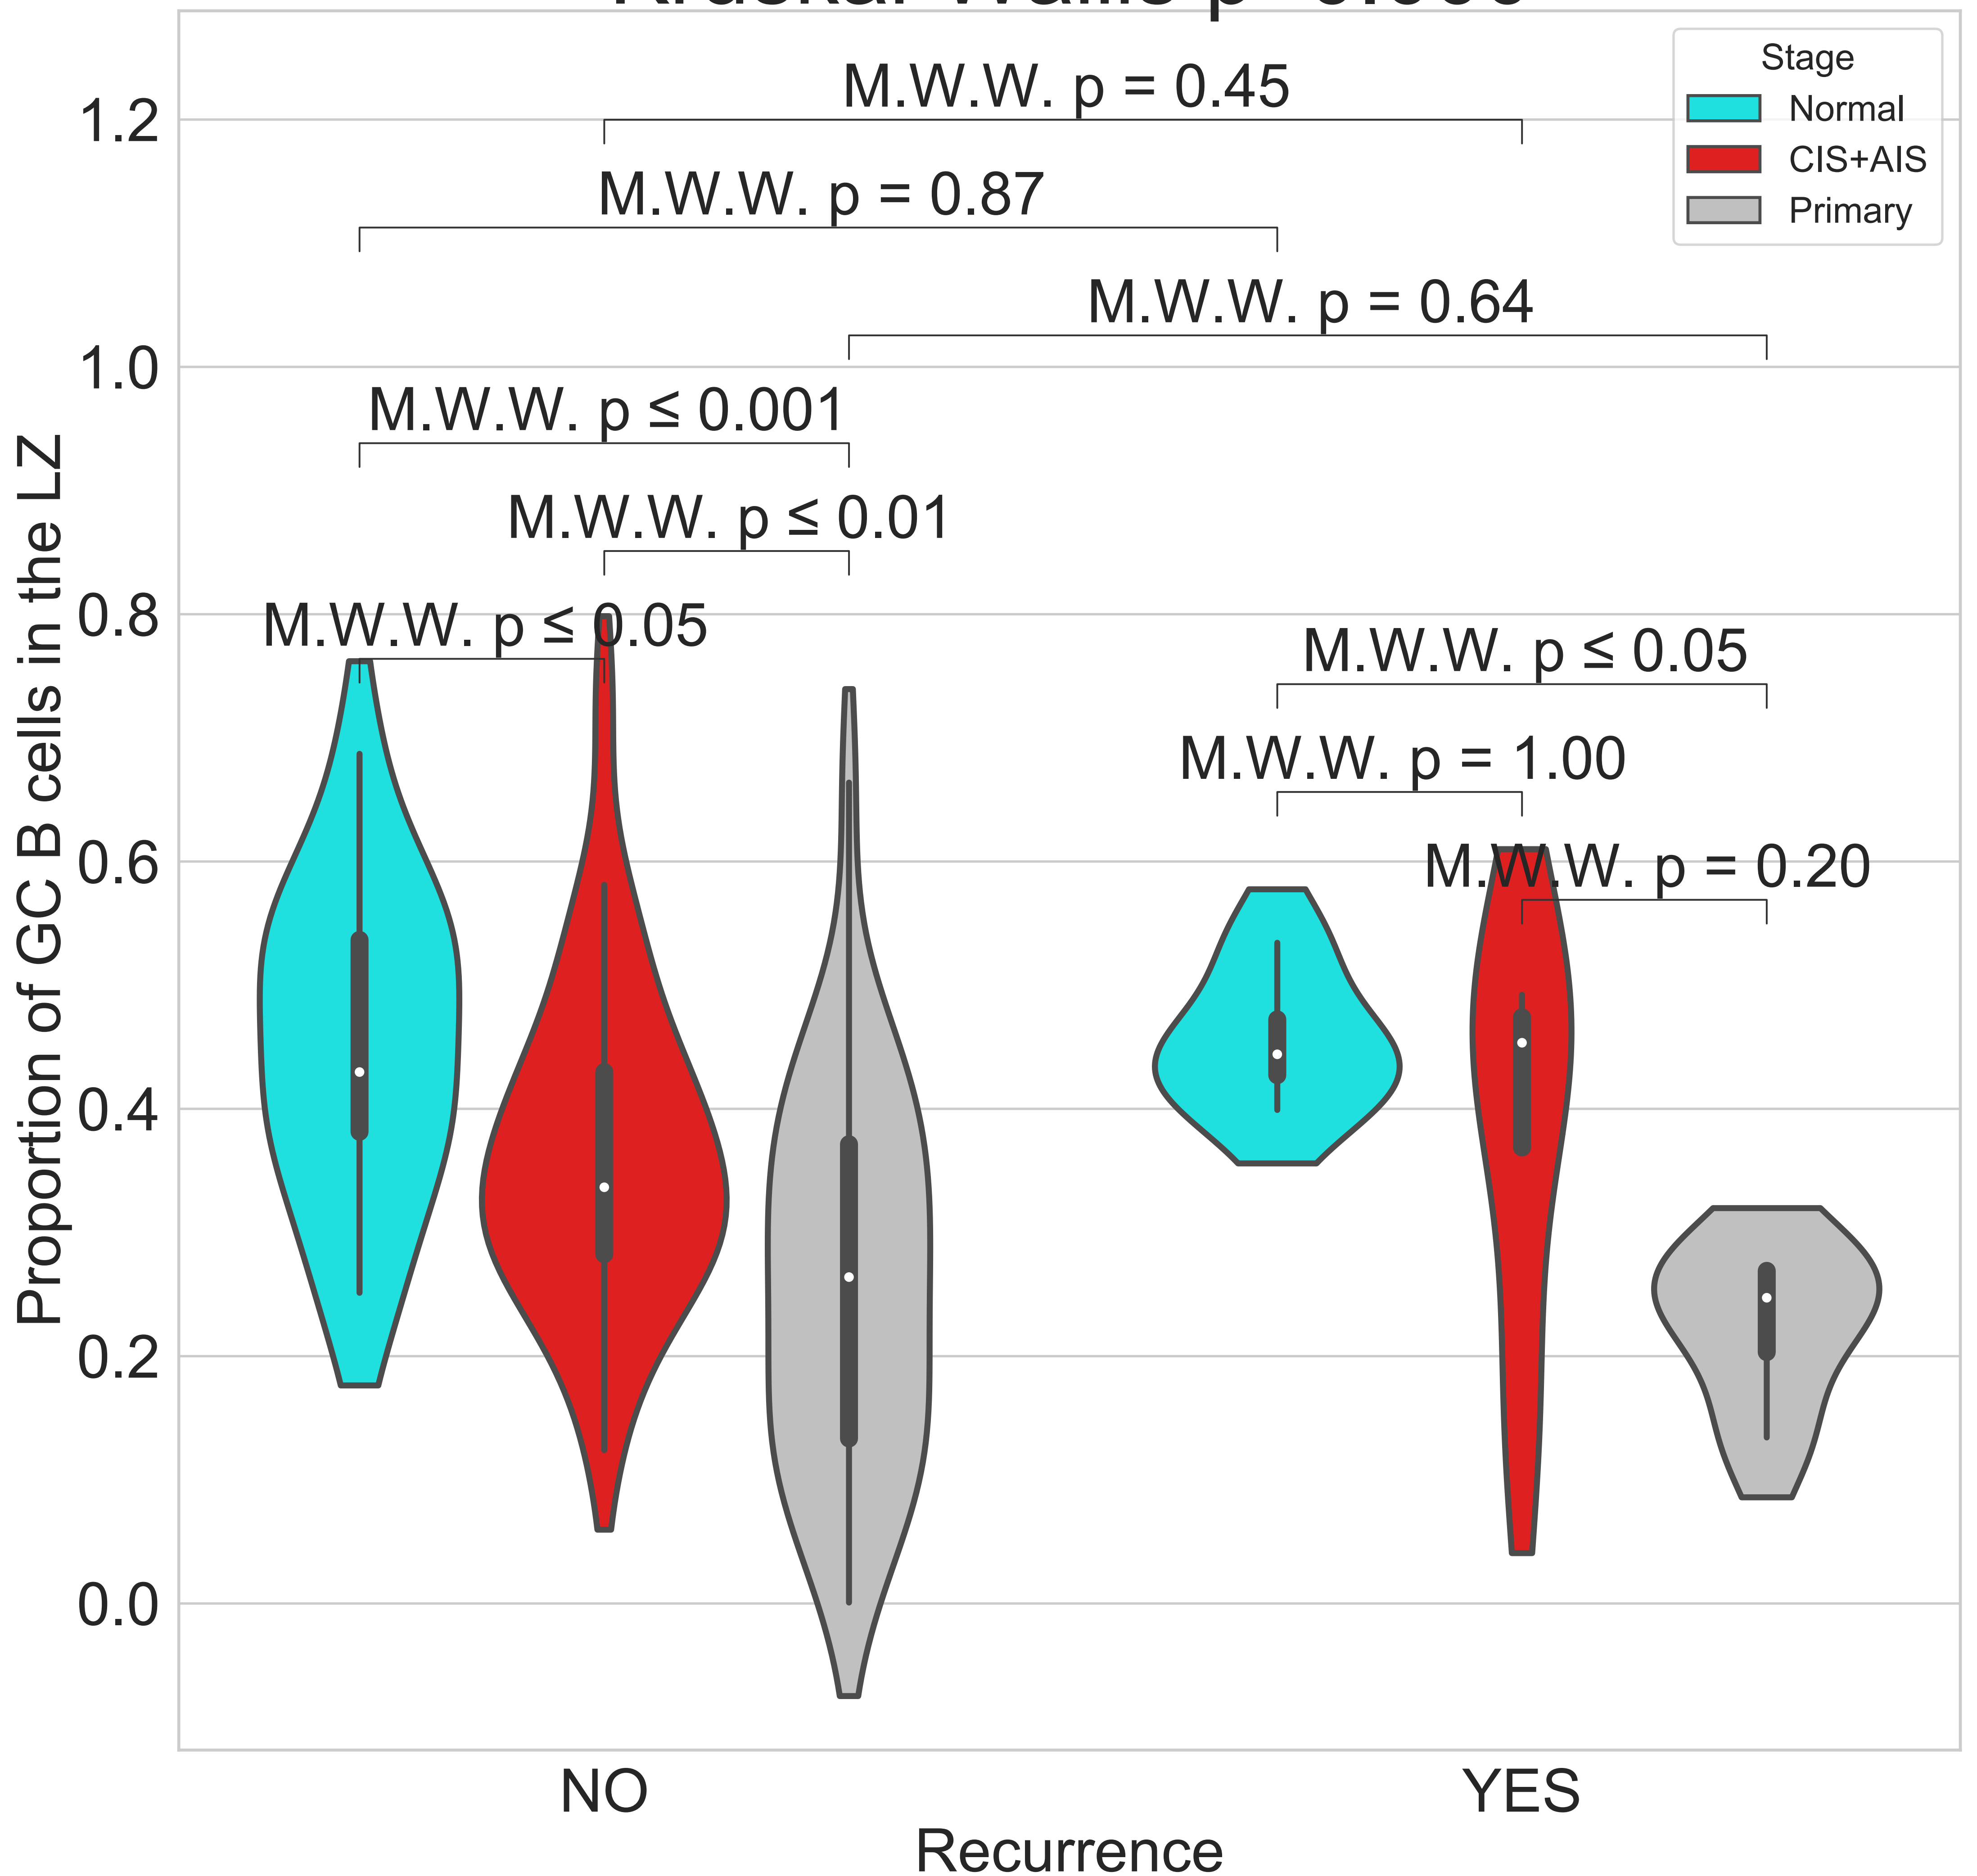 Stage
Normal
CIS+AIS
Primary
M.W.W. p = 0.45
M.W.W. p = 0.87
M.W.W. p = 0.64
M.W.W. p ≤ 0.001
M.W.W. p ≤ 0.01
M.W.W. p ≤ 0.05
M.W.W. p ≤ 0.05
M.W.W. p = 1.00
M.W.W. p = 0.20
1.2
1.0
0.8
0.6
0.4
0.2
0.0
Proportion of GC B cells in the LZ
NO
YES
Recurrence